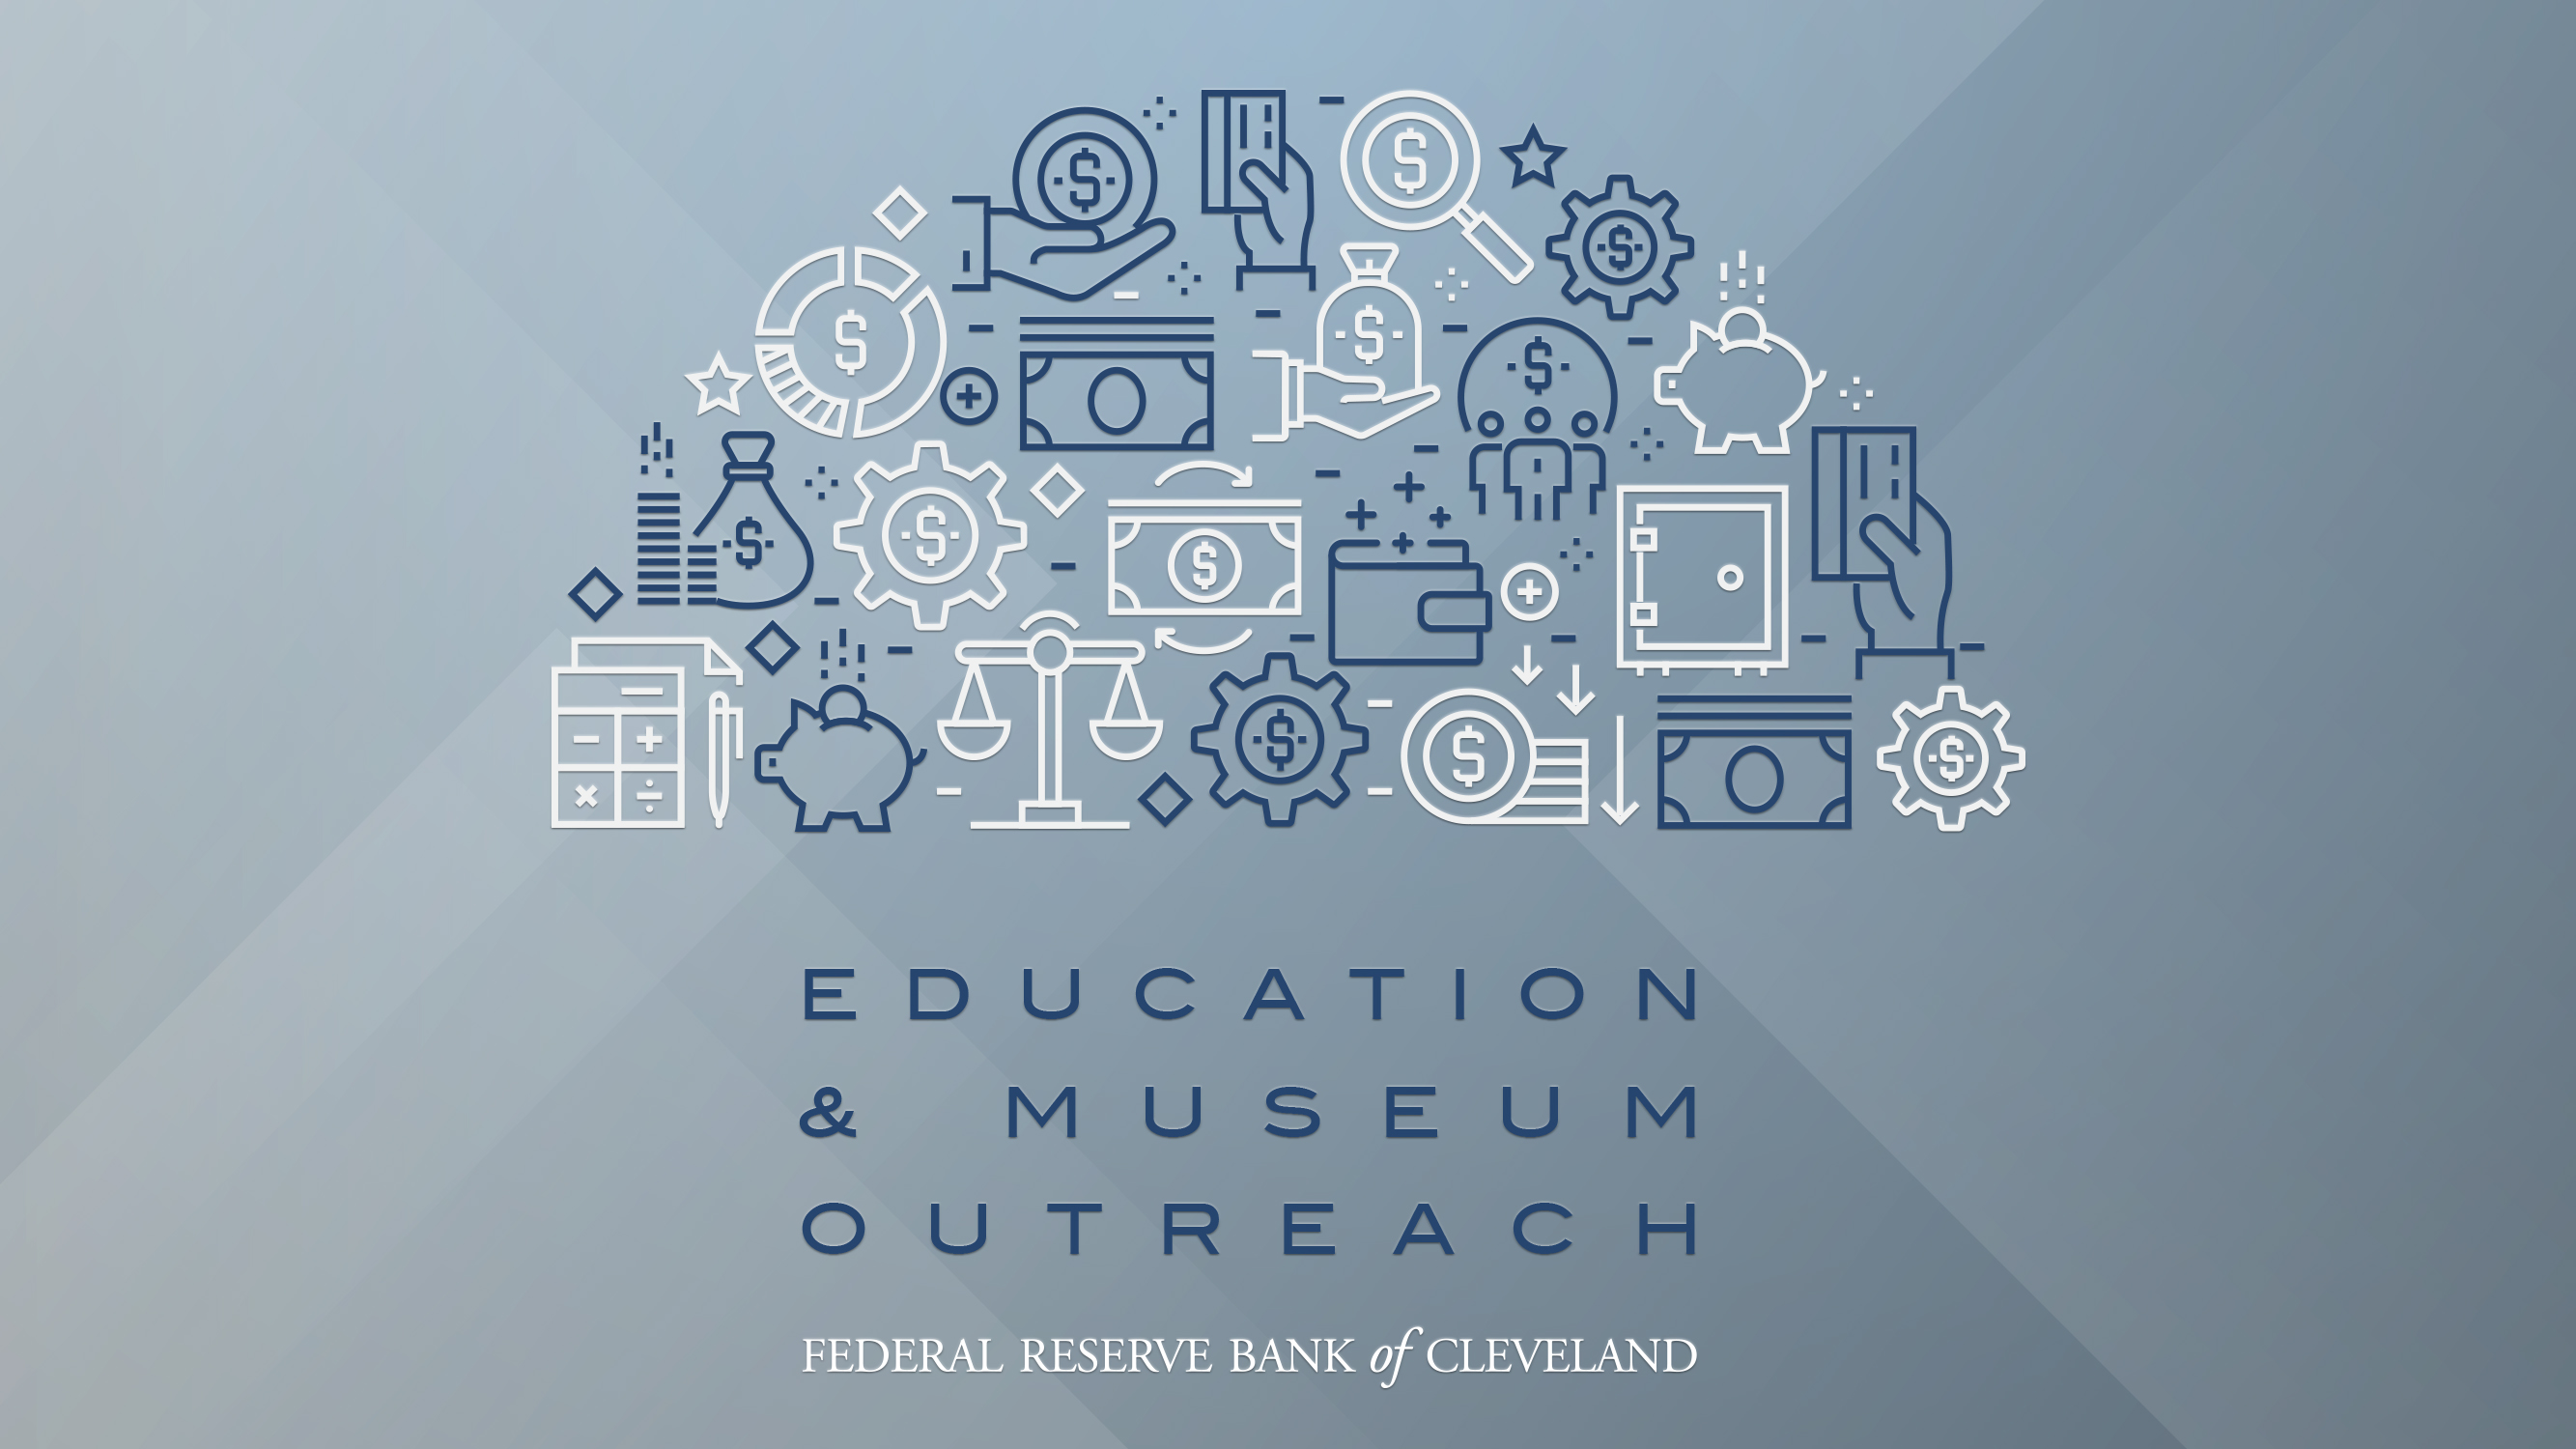 EDUCATION
& MUSEUM
OUTREACH
FEDERAL RESERVE BANK of CLEVELAND